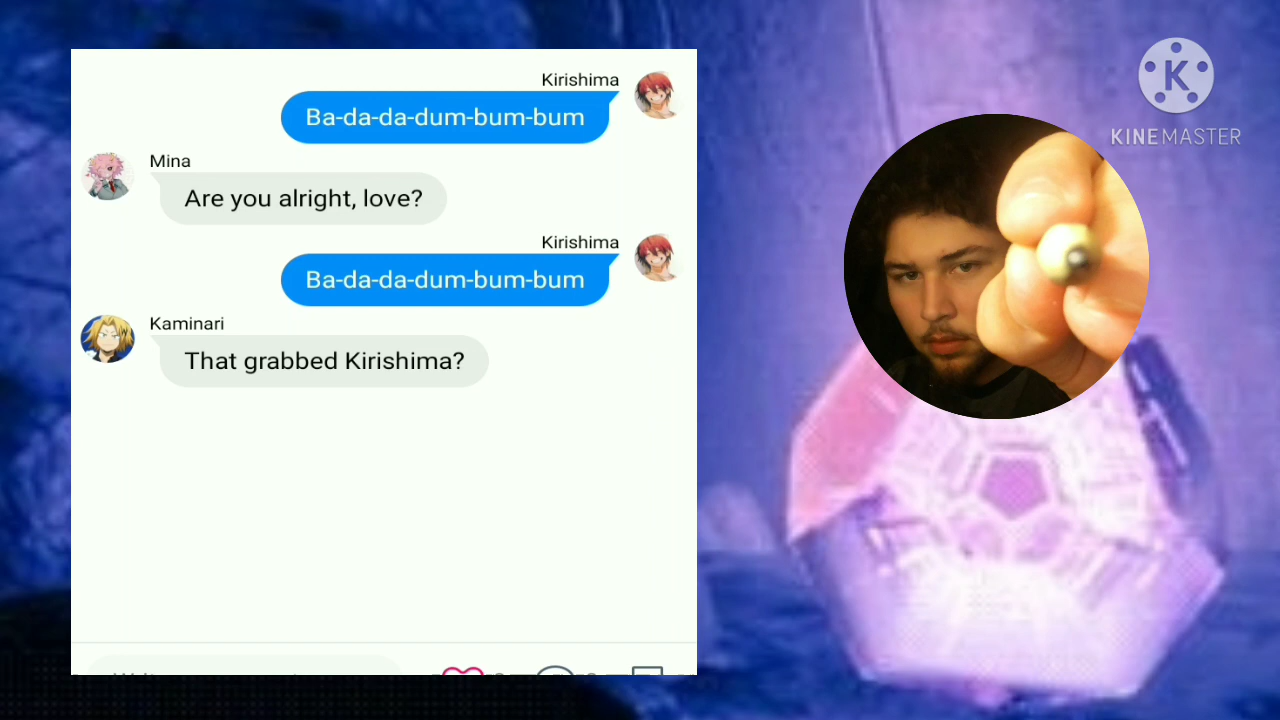 Kirishima
Ba-da-da-dum-bum-bum
Mina
Are you alright, love?
Kirishima
Ba-da-da-dum-bum-bum
Kaminari
That grabbed Kirishima?
K
KINEMASTER